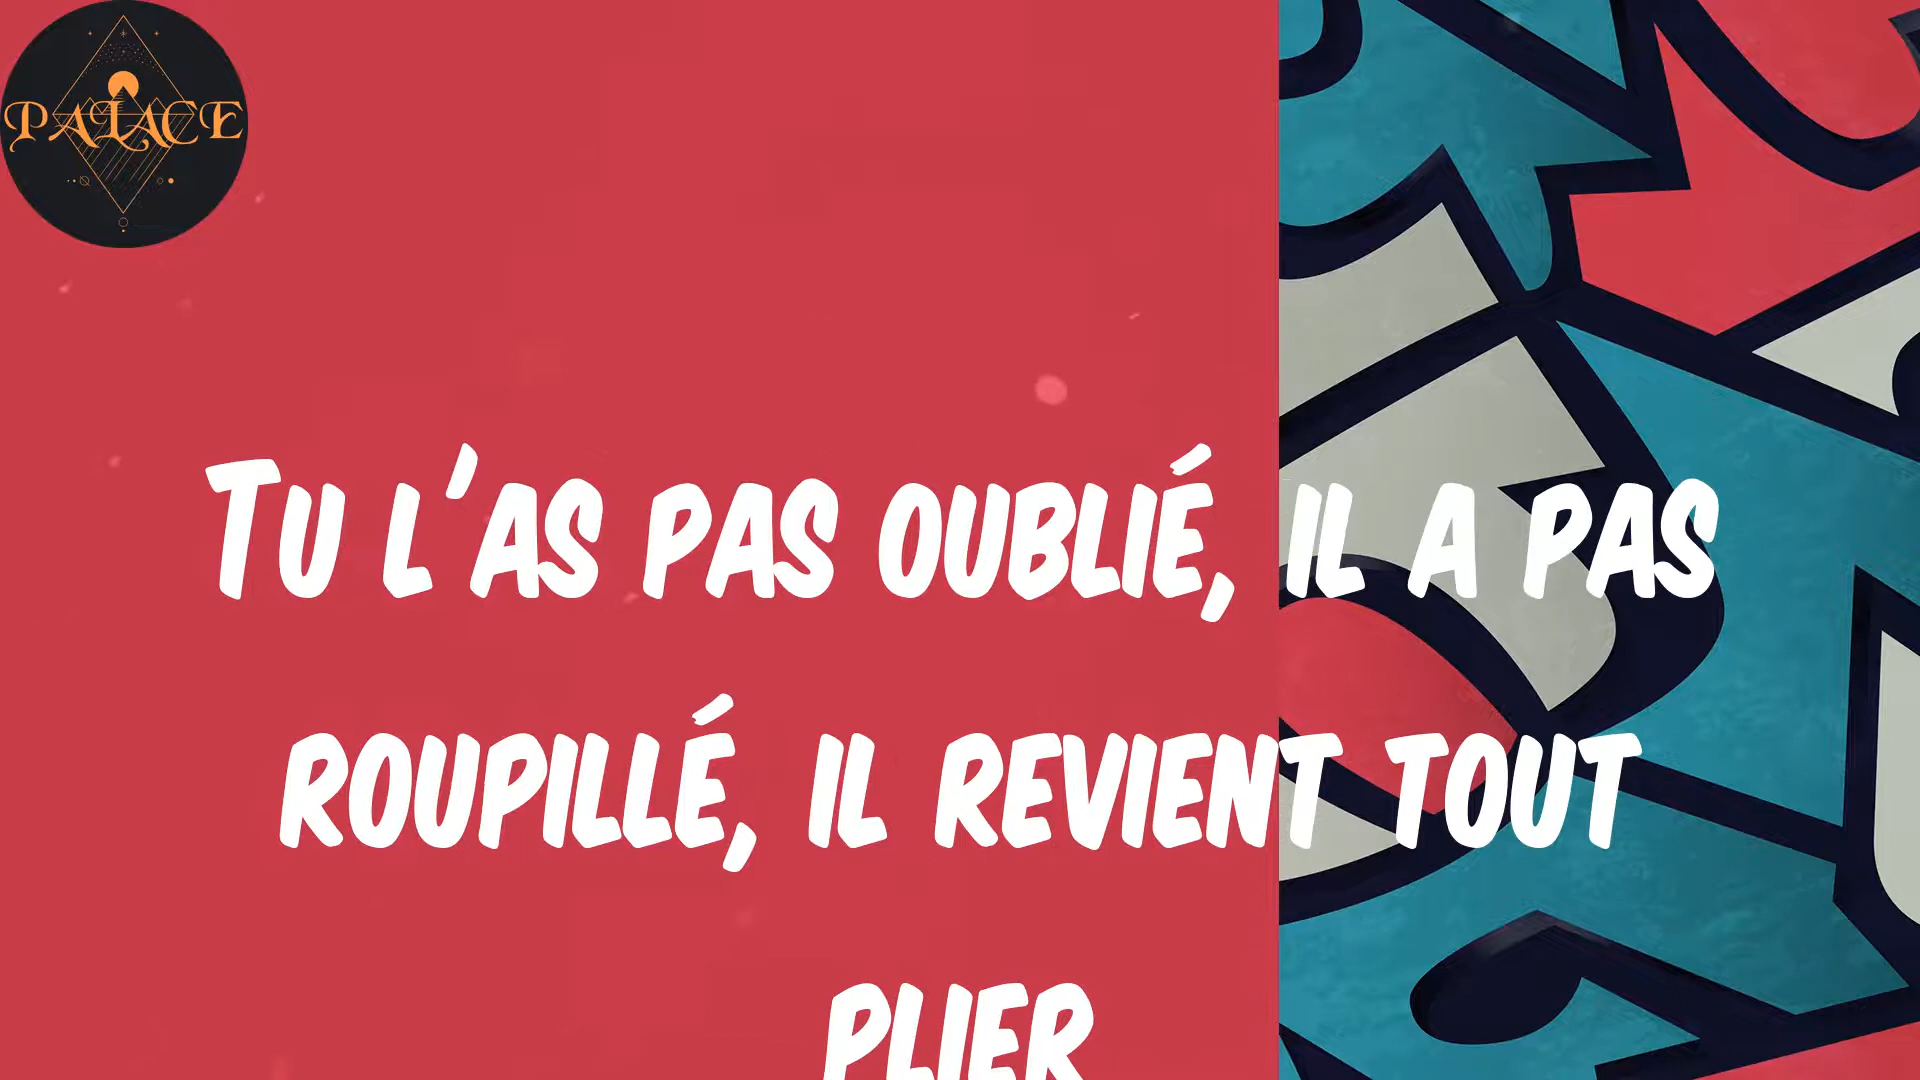 PALACE
Tu l'as pas oublié, il a pas
roupillé, il revient tout
plier